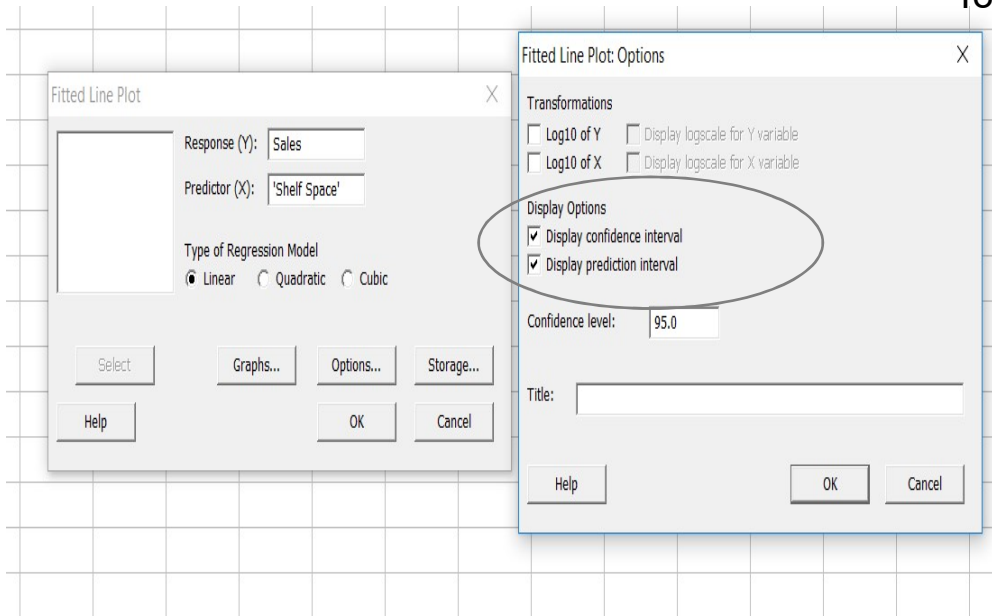 Fitted Line Plot
Response (Y): Sales
Predictor (X): 'Shelf Space'
Type of Regression Model
Linear Quadratic Cubic
Select Graphs... Options... Storage...
Help OK Cancel
Fitted Line Plot: Options
Transformations
Log10 of Y Display logscale for Y variable
Log10 of X Display logscale for X variable
Display Options
Display confidence interval
Display prediction interval
Confidence level: 95.0
Title:
Help OK Cancel